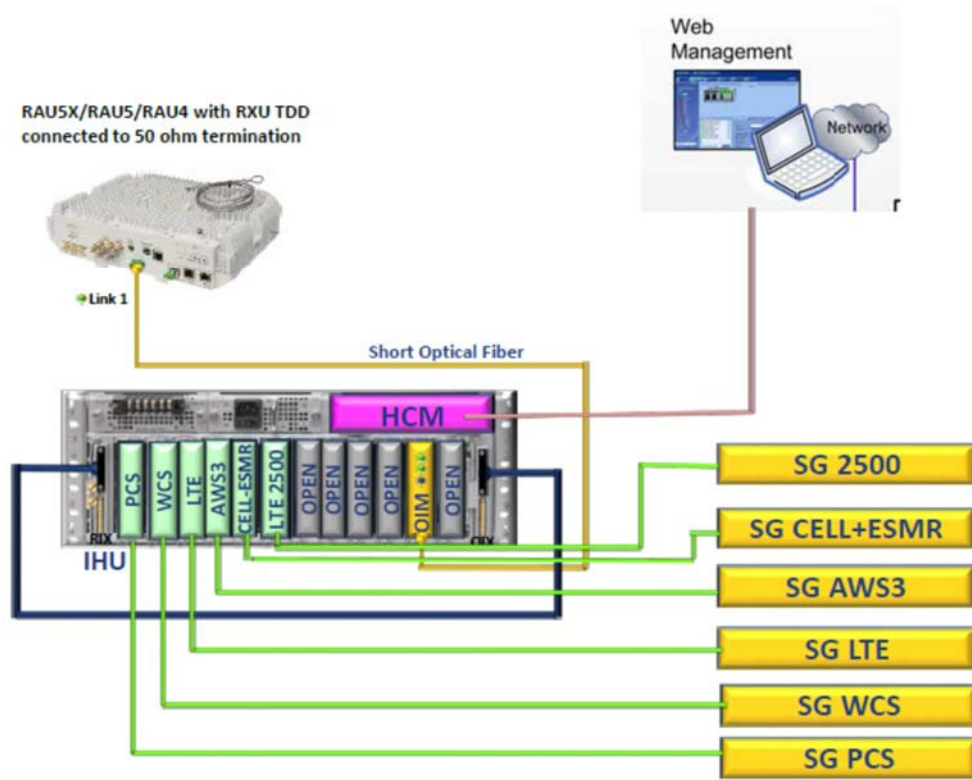 Web
Management
Network
RAU5X/RAU5/RAU4 with RXU TDD
connected to 50 ohm termination
Link 1
Short Optical Fiber
HCM
PCS
WCS
LTE
AWS3
CELL-ESMR
LTE 2500
OPEN
OPEN
OPEN
OPEN
OIM
OPEN
RIX
OIX
IHU
SG 2500
SG CELL+ESMR
SG AWS3
SG LTE
SG WCS
SG PCS